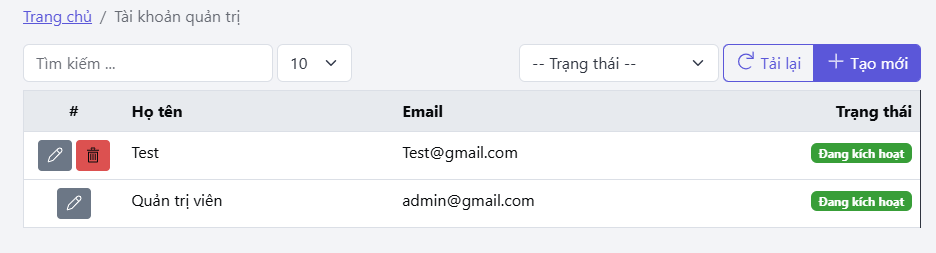 Trang chủ / Tài khoản quản trị
Tìm kiếm ... 10 -- Trạng thái -- Tải lại Tạo mới
# Họ tên Email Trạng thái
Test Test@gmail.com Đang kích hoạt
Quản trị viên admin@gmail.com Đang kích hoạt